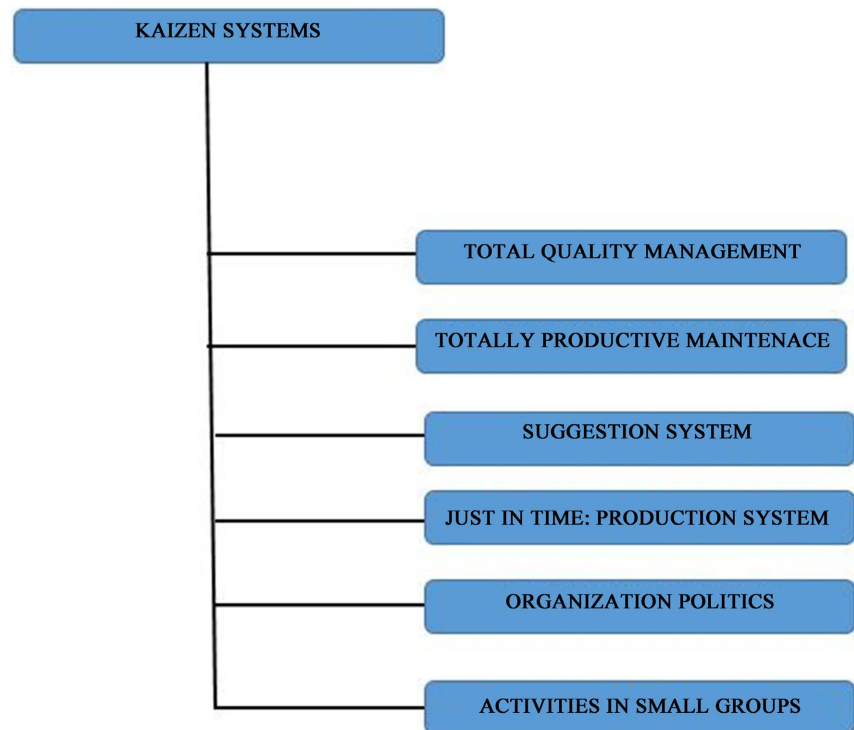 KAIZEN SYSTEMS
TOTAL QUALITY MANAGEMENT
TOTALLY PRODUCTIVE MAINTENACE
SUGGESTION SYSTEM
JUST IN TIME: PRODUCTION SYSTEM
ORGANIZATION POLITICS
ACTIVITIES IN SMALL GROUPS